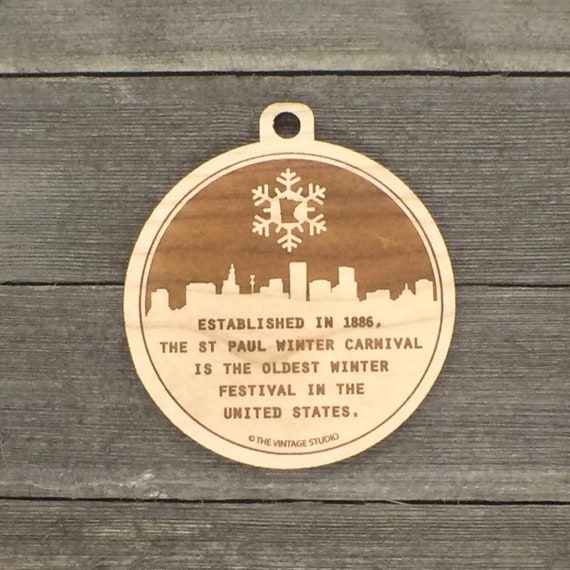 ESTABLISHED IN 1886,
THE ST PAUL WINTER CARNIVAL
IS THE OLDEST WINTER
FESTIVAL IN THE
UNITED STATES.
© THE VINTAGE STUDIO